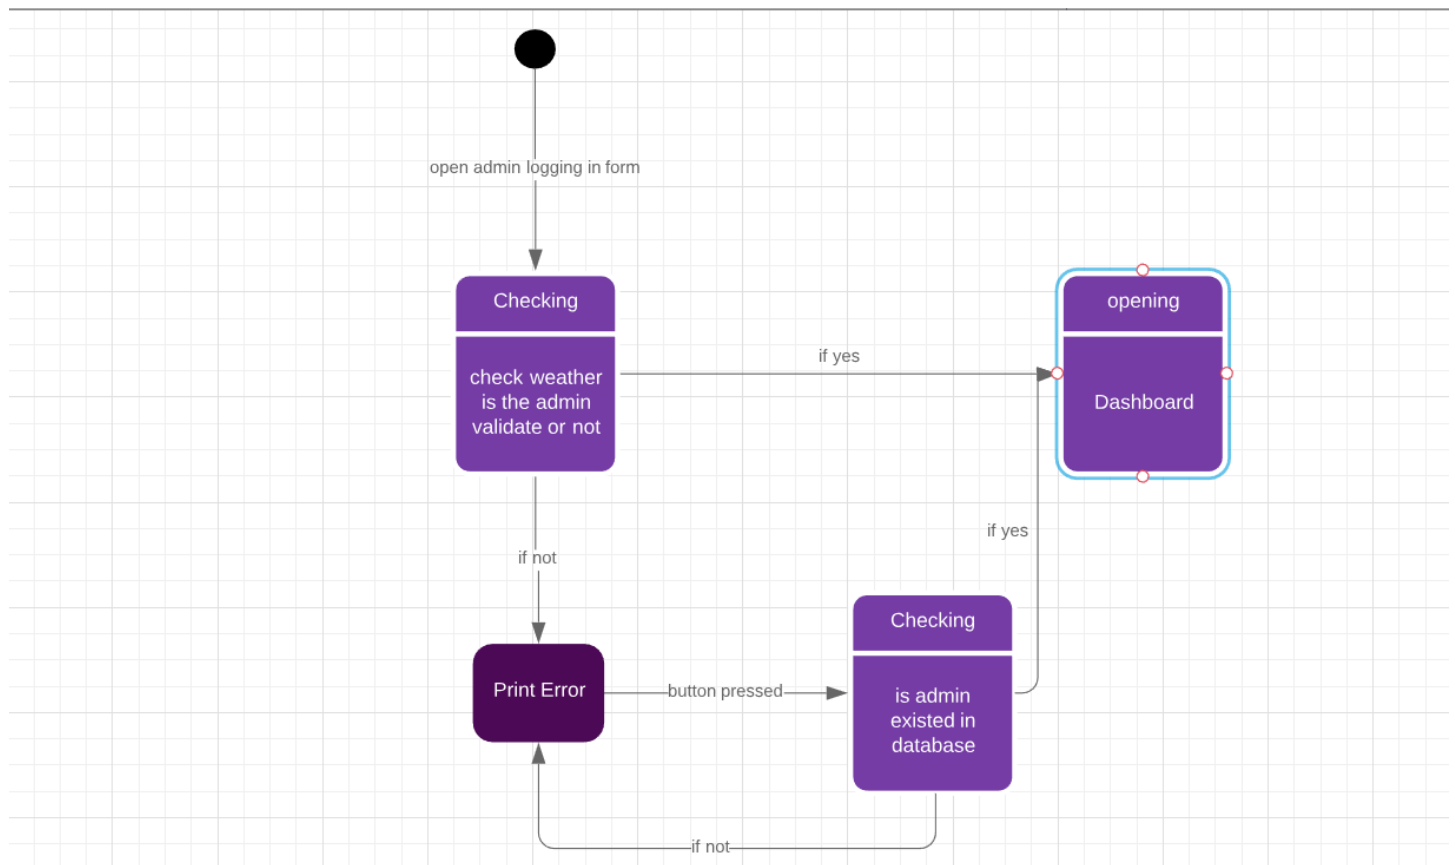 open admin logging in form
Checking
check weather
is the admin
validate or not
if yes
opening
Dashboard
if not
if yes
Print Error
button pressed
Checking
is admin
existed in
database
if not